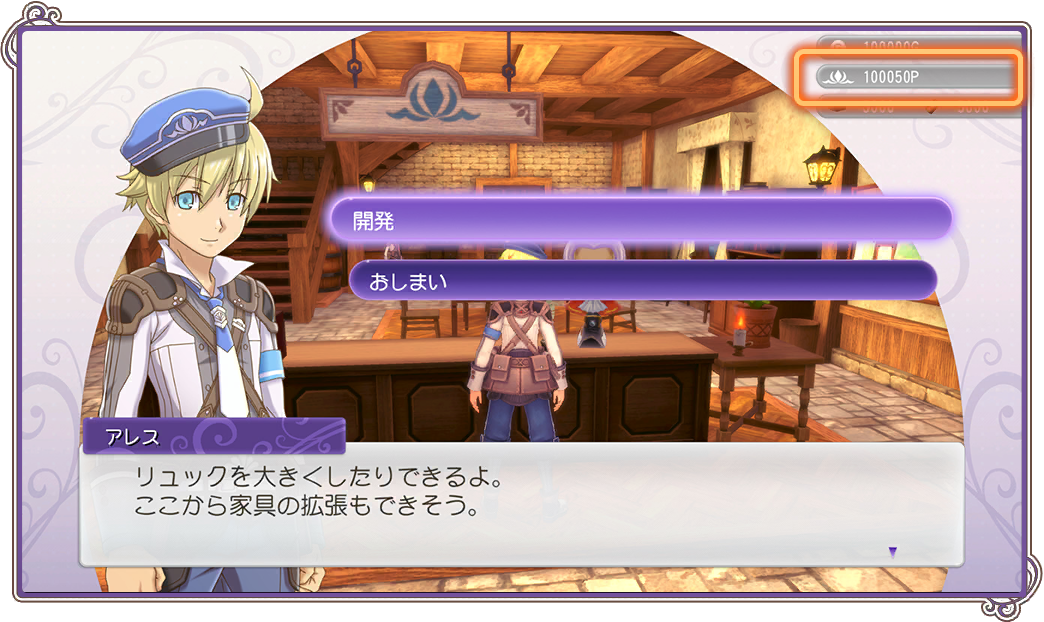 100050P
開発
おしまい
アレス
リュックを大きくしたりできるよ。
ここから家具の拡張もできそう。